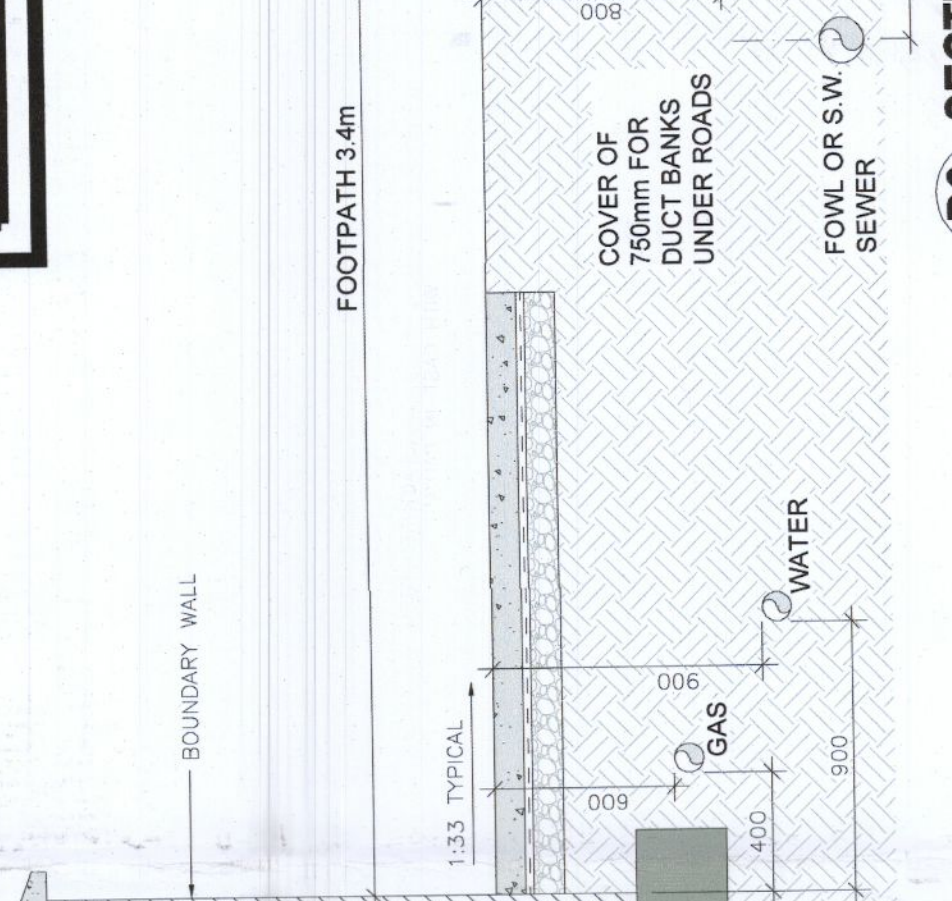 FOOTPATH 3.4m
BOUNDARY WALL
1:33 TYPICAL
800
COVER OF
750mm FOR
DUCT BANKS
UNDER ROADS
FOWL OR S.W.
SEWER
WATER
900
GAS
600
400
900